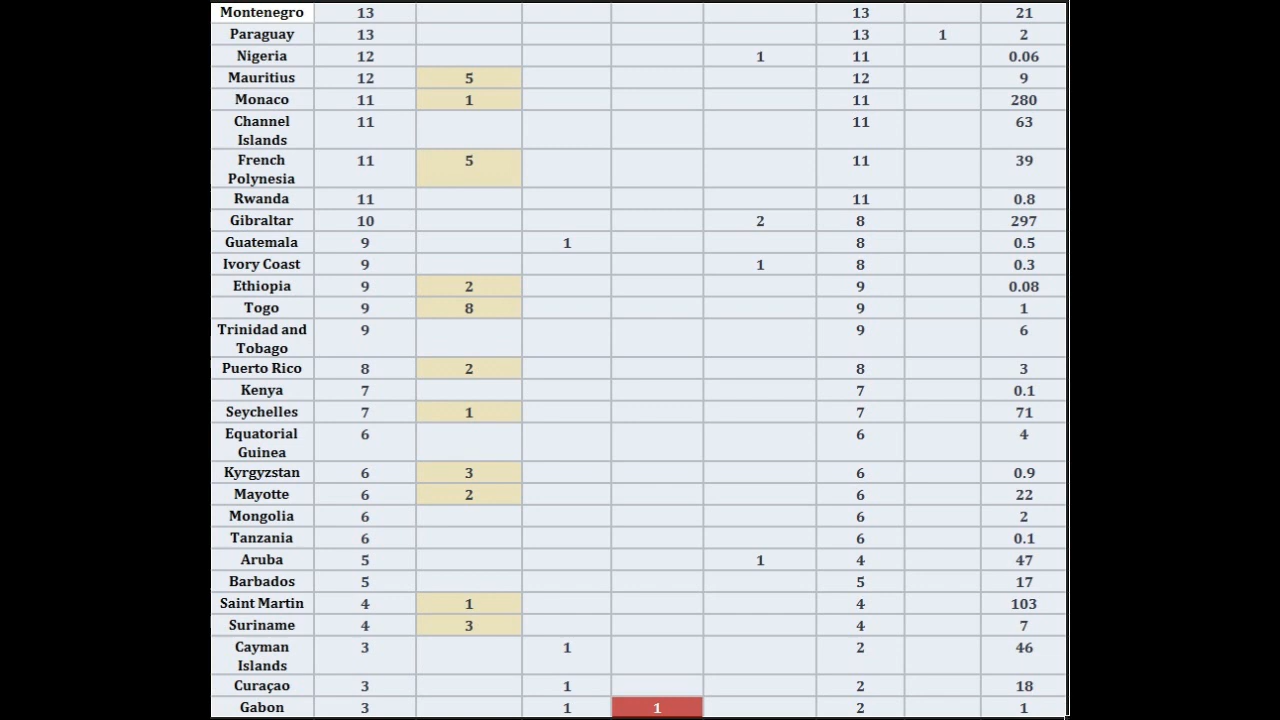 Montenegro 13 13 21
Paraguay 13 13 1 2
Nigeria 12 1 11 0.06
Mauritius 12 5 12 9
Monaco 11 1 11 280
Channel Islands 11 11 63
French Polynesia 11 5 11 39
Rwanda 11 11 0.8
Gibraltar 10 2 8 297
Guatemala 9 1 8 0.5
Ivory Coast 9 1 8 0.3
Ethiopia 9 2 9 0.08
Togo 9 8 9 1
Trinidad and Tobago 9 9 6
Puerto Rico 8 2 8 3
Kenya 7 7 0.1
Seychelles 7 1 7 71
Equatorial Guinea 6 6 4
Kyrgyzstan 6 3 6 0.9
Mayotte 6 2 6 22
Mongolia 6 6 2
Tanzania 6 6 0.1
Aruba 5 1 4 47
Barbados 5 5 17
Saint Martin 4 1 4 103
Suriname 4 3 4 7
Cayman Islands 3 1 2 46
Curaçao 3 1 2 18
Gabon 3 1 1 2 1